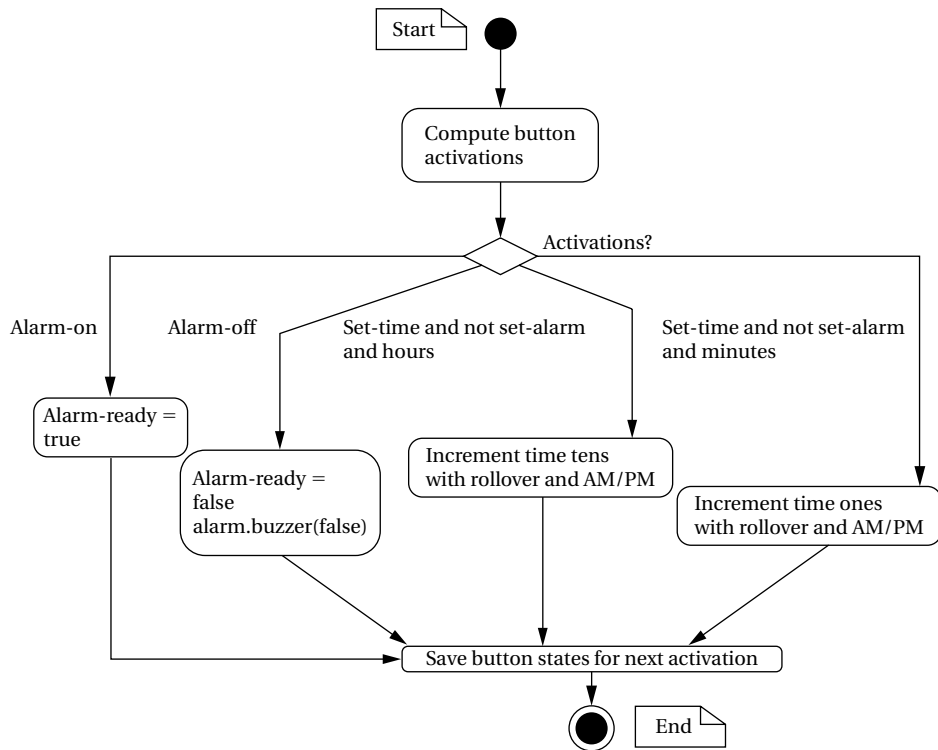 Start
Compute button
activations
Activations?
Alarm-on
Alarm-off
Set-time and not set-alarm
and hours
Set-time and not set-alarm
and minutes
Alarm-ready =
true
Alarm-ready =
false
alarm.buzzer(false)
Increment time tens
with rollover and AM/PM
Increment time ones
with rollover and AM/PM
Save button states for next activation
End